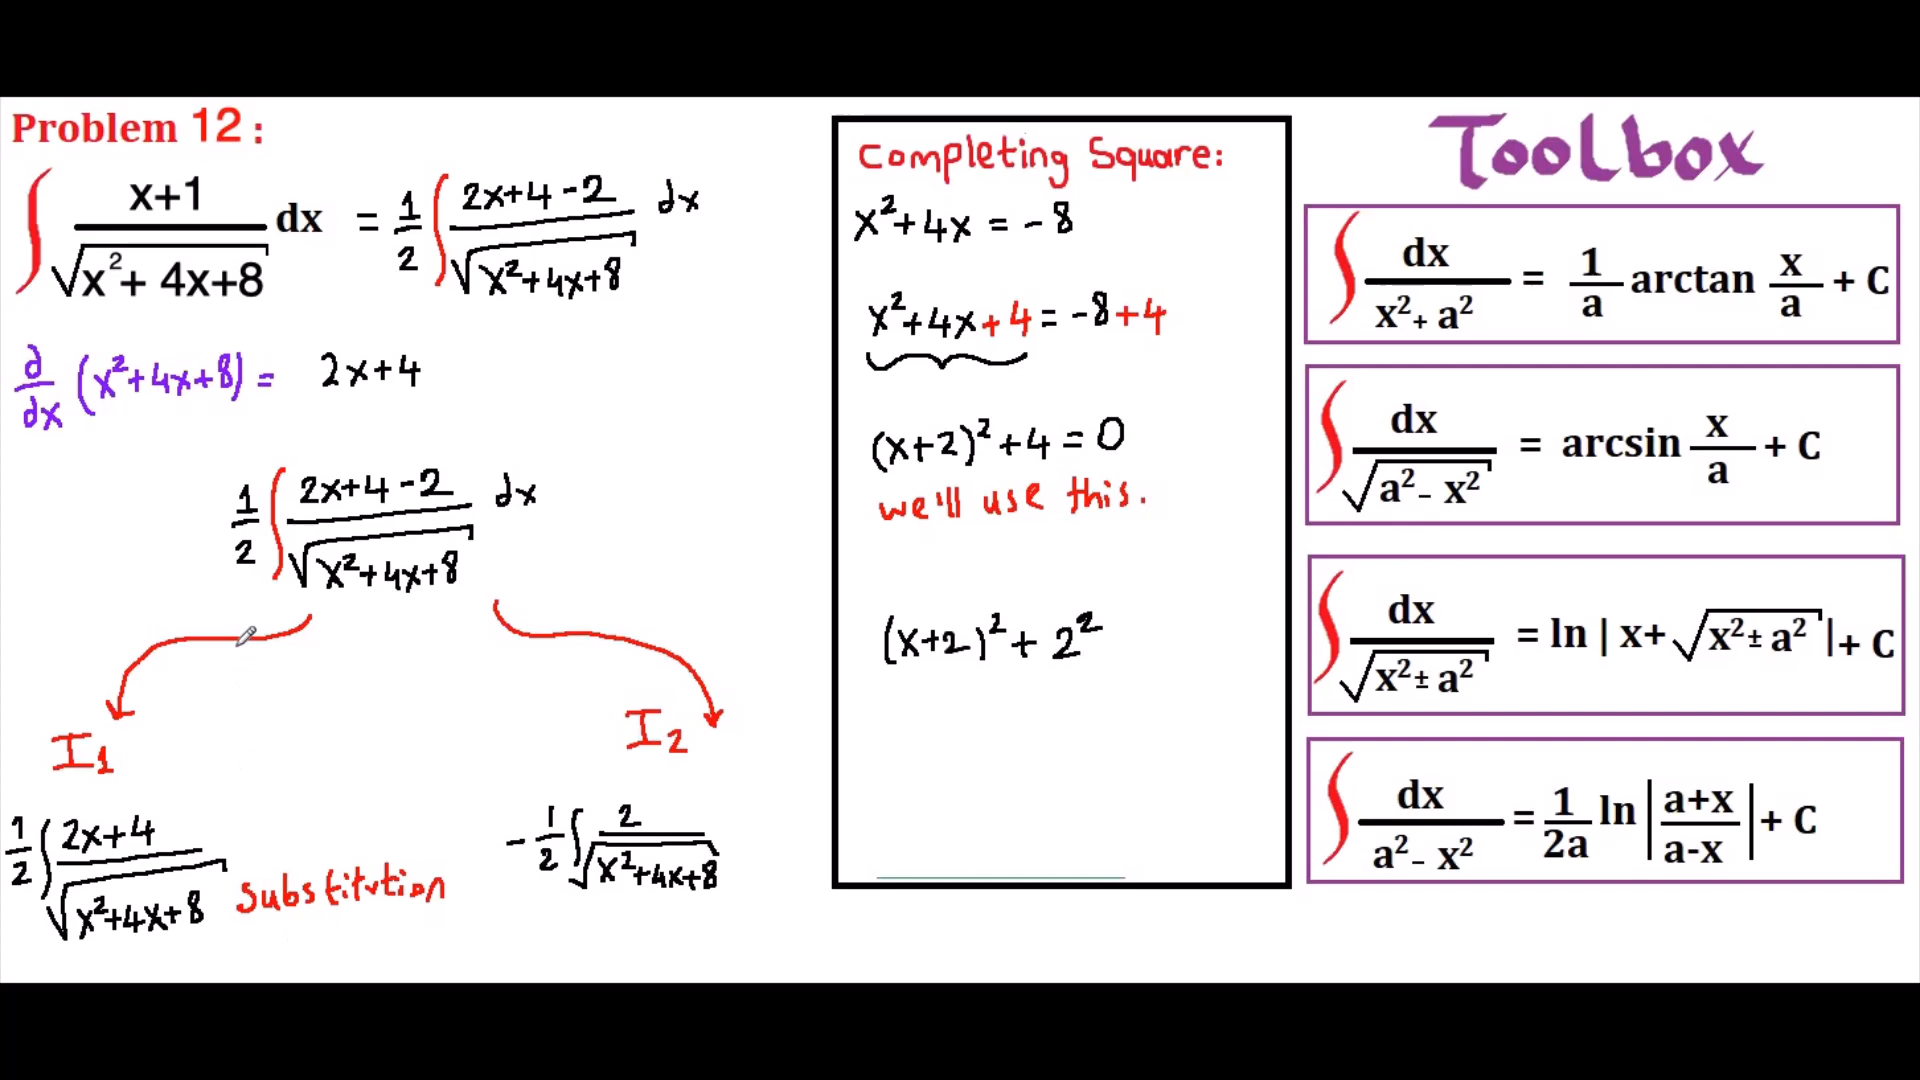 Problem 12 :
∫ x+1 / √(x² + 4x+8) dx = 1/2 ∫ 2x+4 -2 / √(x²+4x+8) dx
d/dx (x²+4x+8) = 2x+4
1/2 ∫ 2x+4 -2 / √(x²+4x+8) dx
I₁
I₂
1/2 ∫ 2x+4 / √(x²+4x+8) Substitution
- 1/2 ∫ 2 / √(x²+4x+8)
Completing Square:
x²+4x = -8
x²+4x+4 = -8+4
(x+2)²+4 = 0
we'll use this.
(x+2)² + 2²
Toolbox
∫ dx / x²+ a² = 1/a arctan x/a + C
∫ dx / √(a²- x²) = arcsin x/a + C
∫ dx / √(x²± a²) = ln | x+ √(x²± a²) | + C
∫ dx / a²- x² = 1/2a ln | a+x / a-x | + C